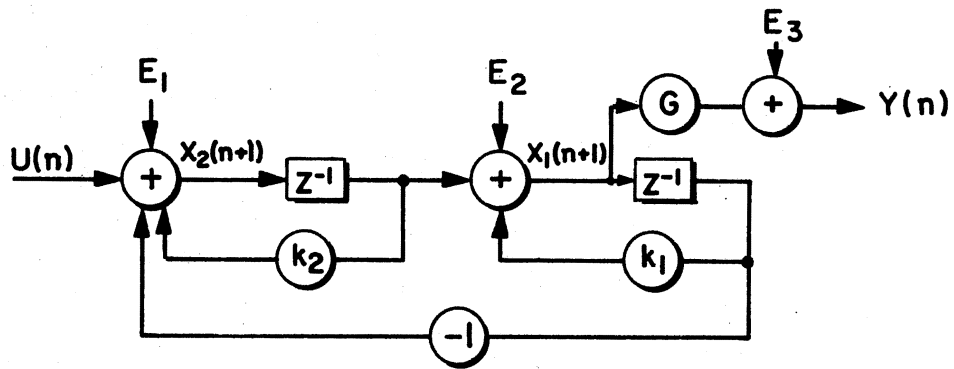 E₃
E₁
E₂
G
+
Y(n)
U(n)
+
X₂(n+1)
Z⁻¹
+
X₁(n+1)
Z⁻¹
k₂
k₁
-1